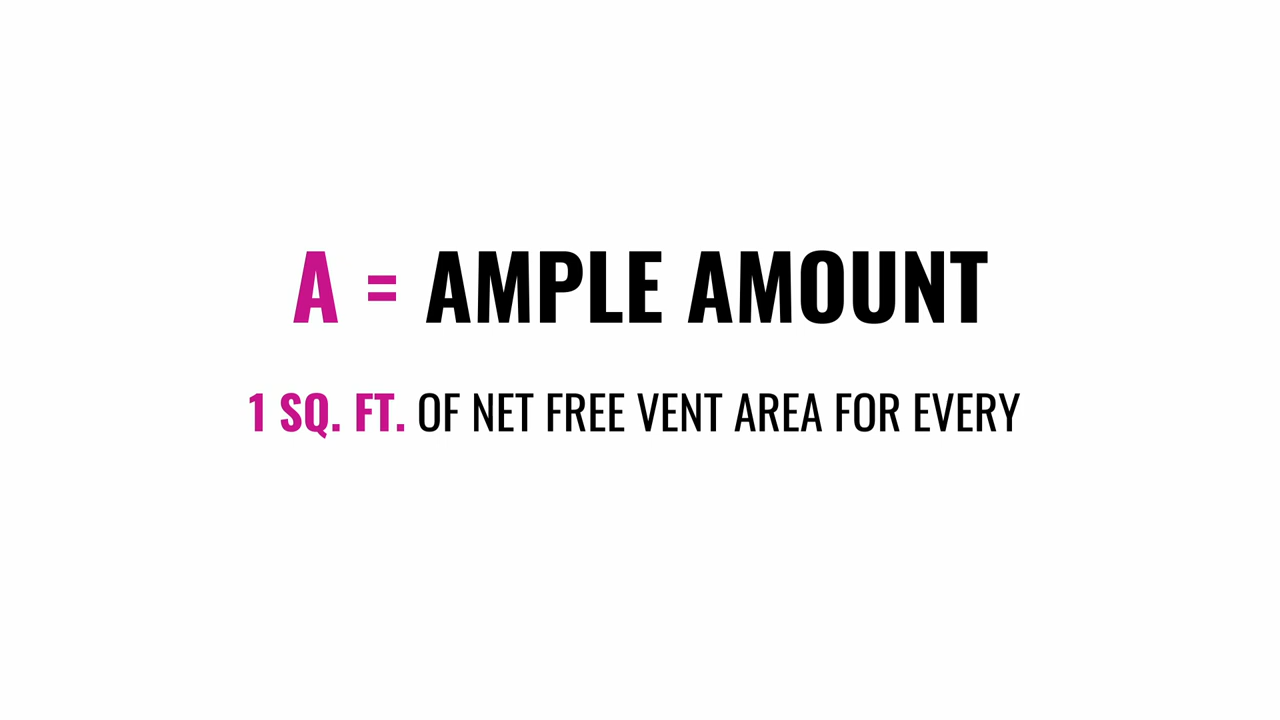 A = AMPLE AMOUNT
1 SQ. FT. OF NET FREE VENT AREA FOR EVERY